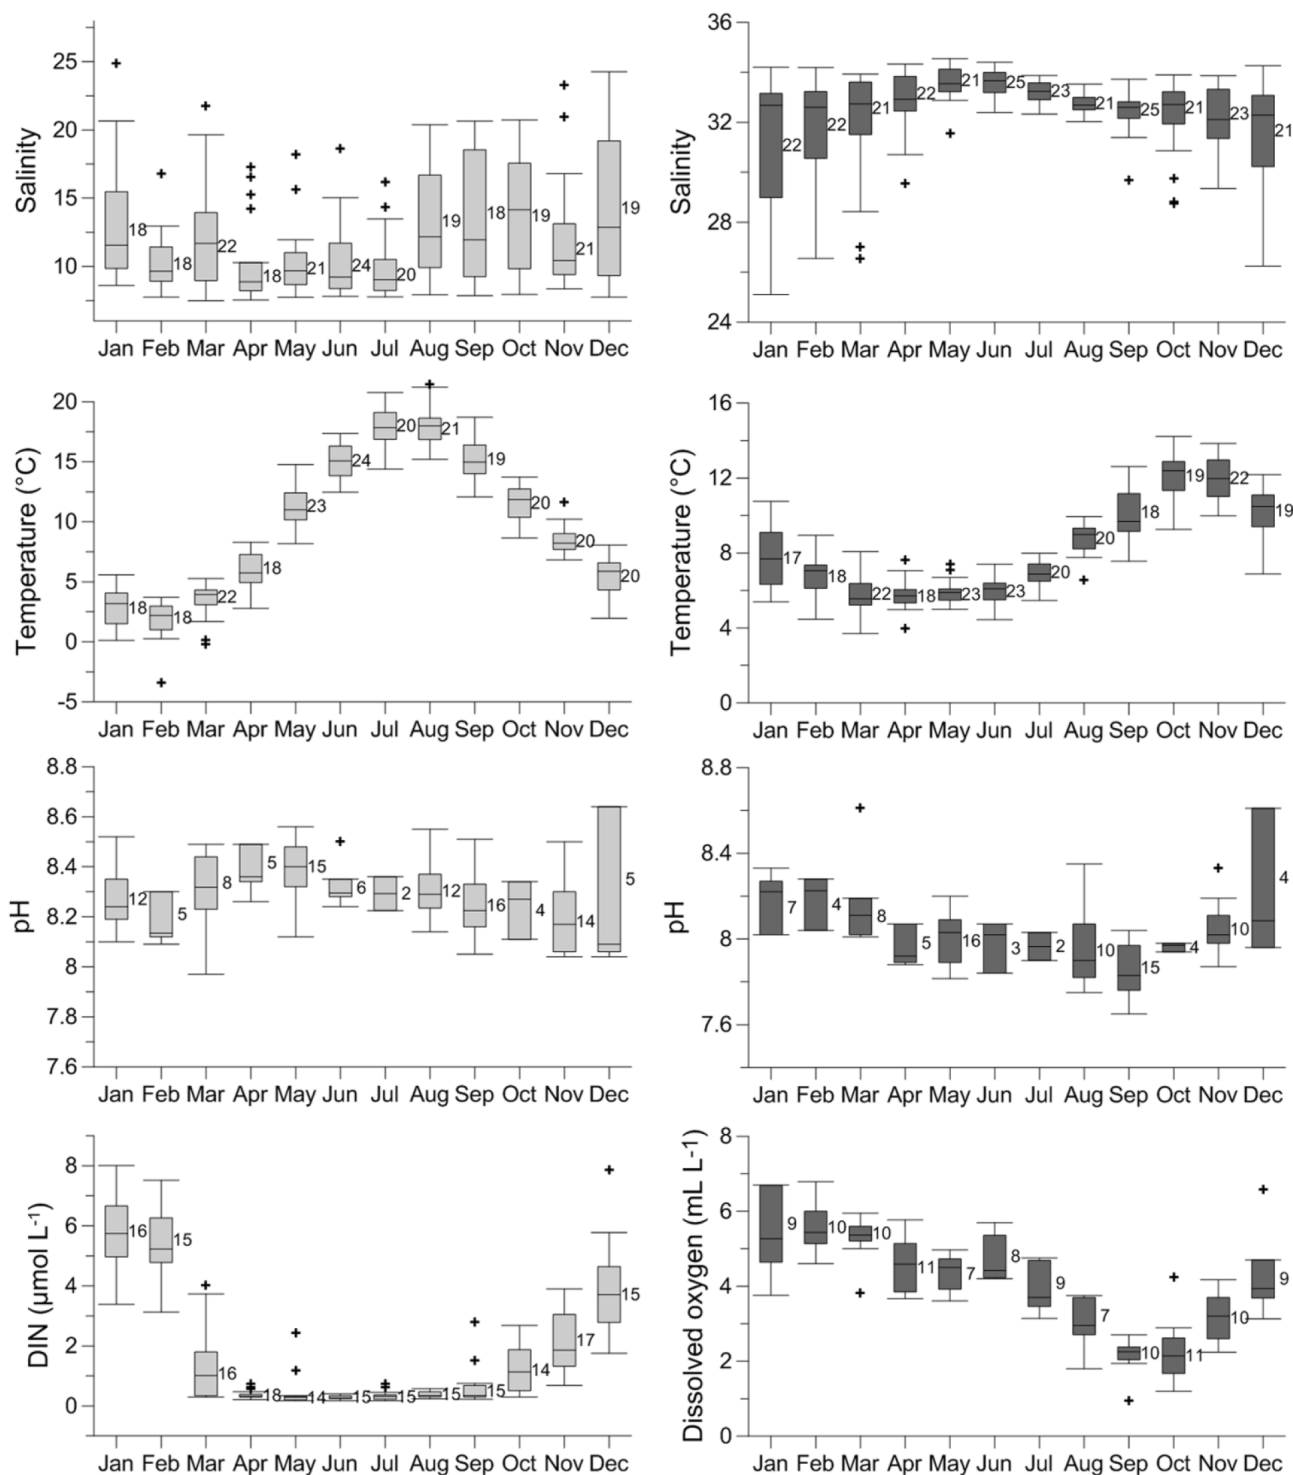 Salinity
25
20
15
10
18 18 22 18 21 24 20 19 18 19 21 19
Jan Feb Mar Apr May Jun Jul Aug Sep Oct Nov Dec
Salinity
36
32
28
24
22 22 21 22 21 25 23 21 25 21 23 21
Jan Feb Mar Apr May Jun Jul Aug Sep Oct Nov Dec
Temperature (°C)
20
15
10
5
0
-5
18 18 22 18 23 24 20 21 19 20 20 20
Jan Feb Mar Apr May Jun Jul Aug Sep Oct Nov Dec
Temperature (°C)
16
12
8
4
0
17 18 22 18 23 23 20 20 18 19 22 19
Jan Feb Mar Apr May Jun Jul Aug Sep Oct Nov Dec
pH
8.8
8.4
8.2
8
7.8
7.6
12 5 8 5 15 6 2 12 16 4 14 5
Jan Feb Mar Apr May Jun Jul Aug Sep Oct Nov Dec
pH
8.8
8.4
8
7.6
7 4 8 5 16 3 2 10 15 4 10 4
Jan Feb Mar Apr May Jun Jul Aug Sep Oct Nov Dec
DIN (µmol L-1)
8
6
4
2
0
16 15 16 18 14 15 15 15 15 14 17 15
Jan Feb Mar Apr May Jun Jul Aug Sep Oct Nov Dec
Dissolved oxygen (mL L-1)
8
6
4
2
0
9 10 10 11 7 8 9 7 10 11 10 9
Jan Feb Mar Apr May Jun Jul Aug Sep Oct Nov Dec